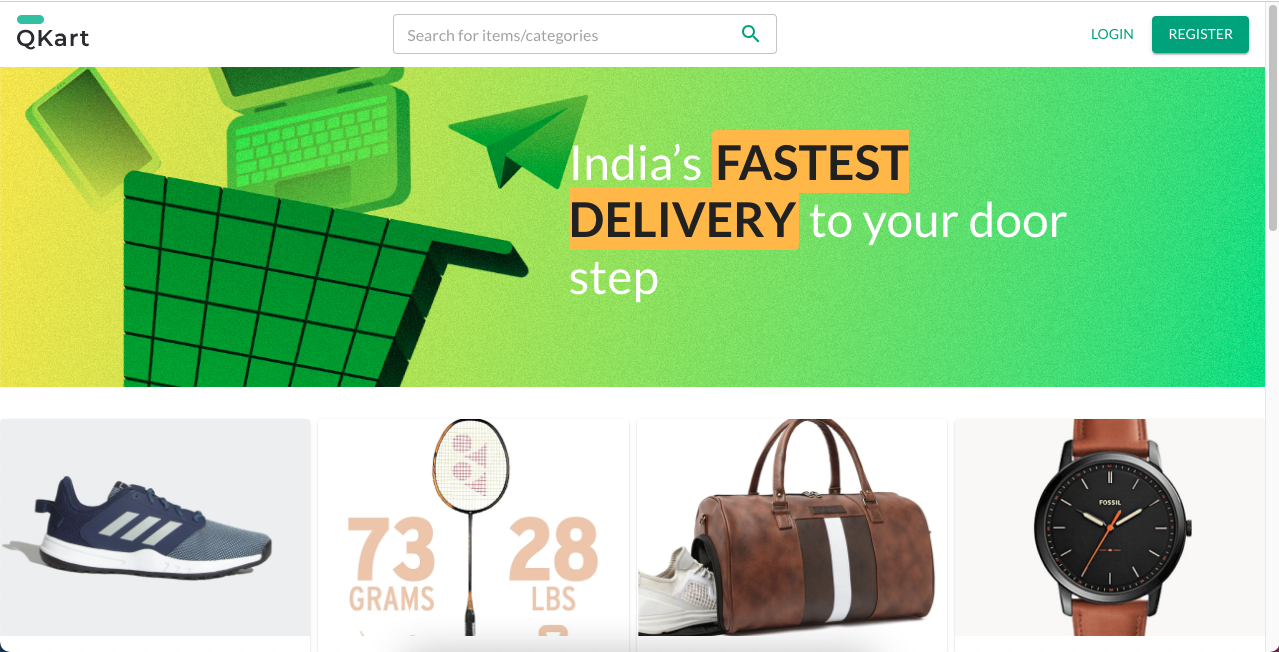 QKart
Search for items/categories
LOGIN
REGISTER
India’s FASTEST
DELIVERY to your door
step
73
GRAMS
28
LBS
FOSSIL